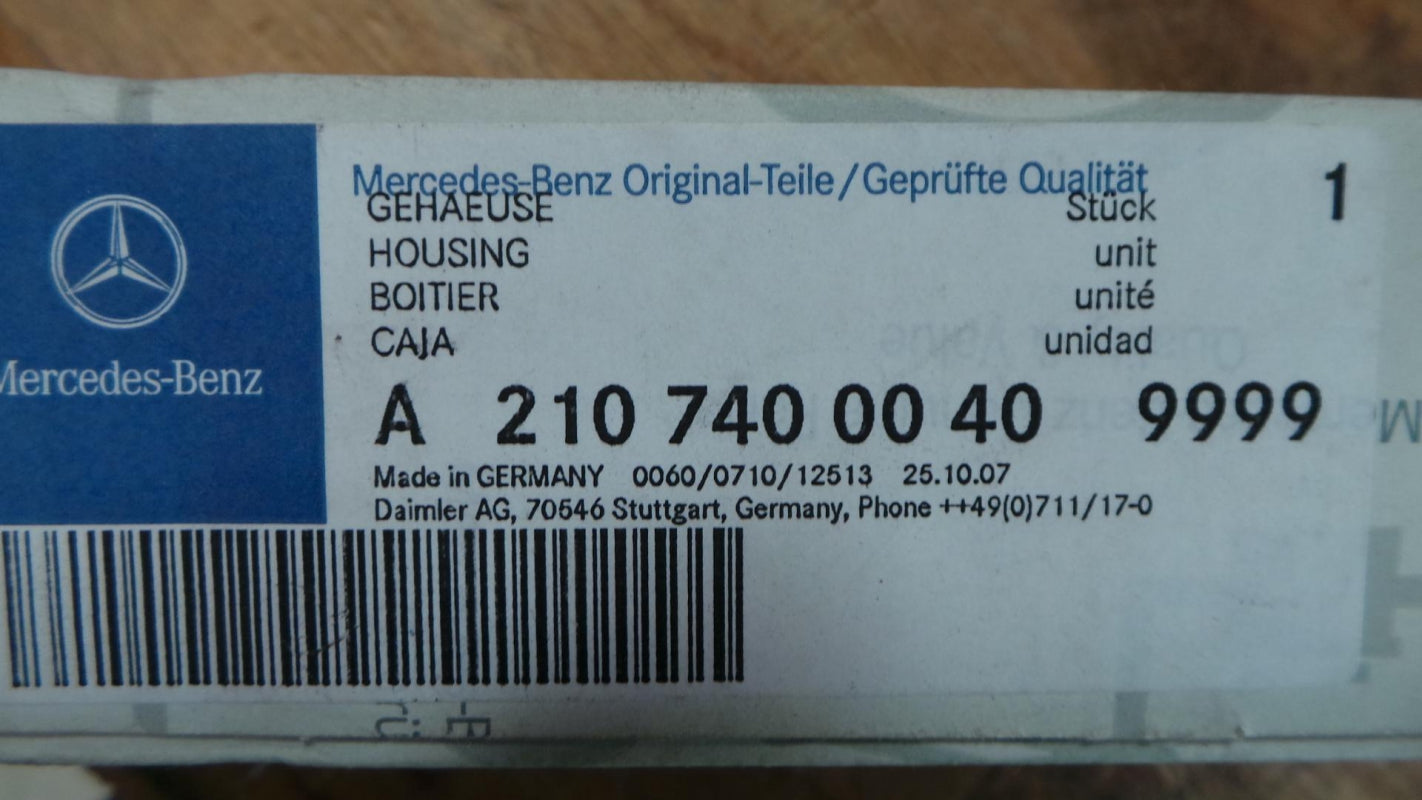 Mercedes-Benz Original-Teile/Geprüfte Qualität
GEHAEUSE Stück 1
HOUSING unit
BOITIER unité
CAJA unidad
Mercedes-Benz
A 210 740 00 40 9999
Made in GERMANY 0060/0710/12513 25.10.07
Daimler AG, 70546 Stuttgart, Germany, Phone ++49(0)711/17-0